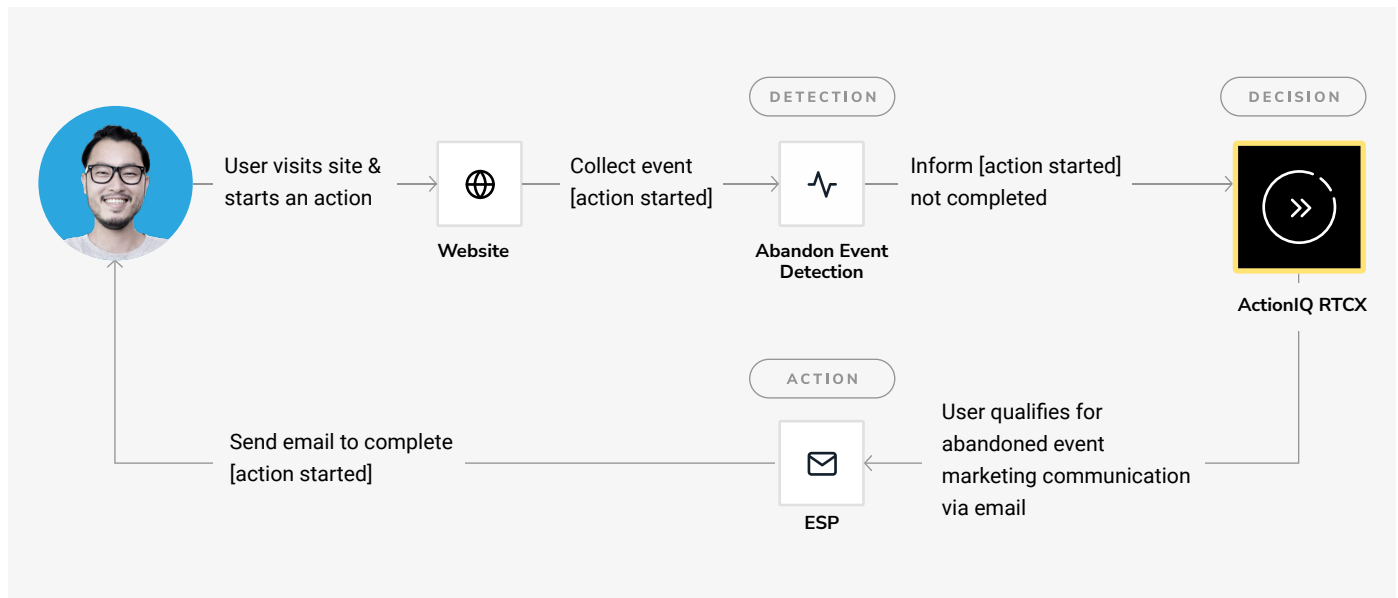 DETECTION
DECISION
User visits site &
starts an action
Collect event
[action started]
Inform [action started]
not completed
Website
Abandon Event
Detection
ActionIQ RTCX
ACTION
User qualifies for
abandoned event
marketing communication
via email
Send email to complete
[action started]
ESP